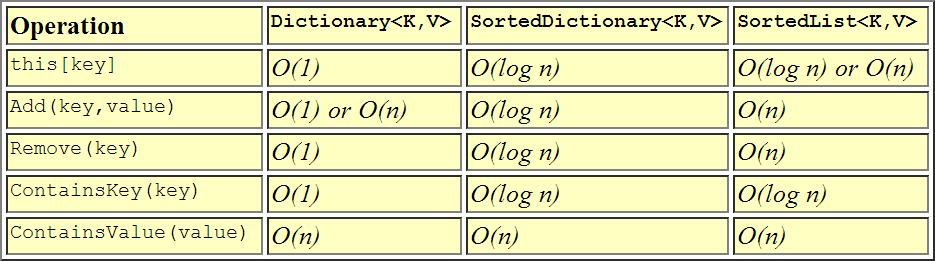 Operation Dictionary<K,V> SortedDictionary<K,V> SortedList<K,V>
this[key] O(1) O(log n) O(log n) or O(n)
Add(key,value) O(1) or O(n) O(log n) O(n)
Remove(key) O(1) O(log n) O(n)
ContainsKey(key) O(1) O(log n) O(log n)
ContainsValue(value) O(n) O(n) O(n)